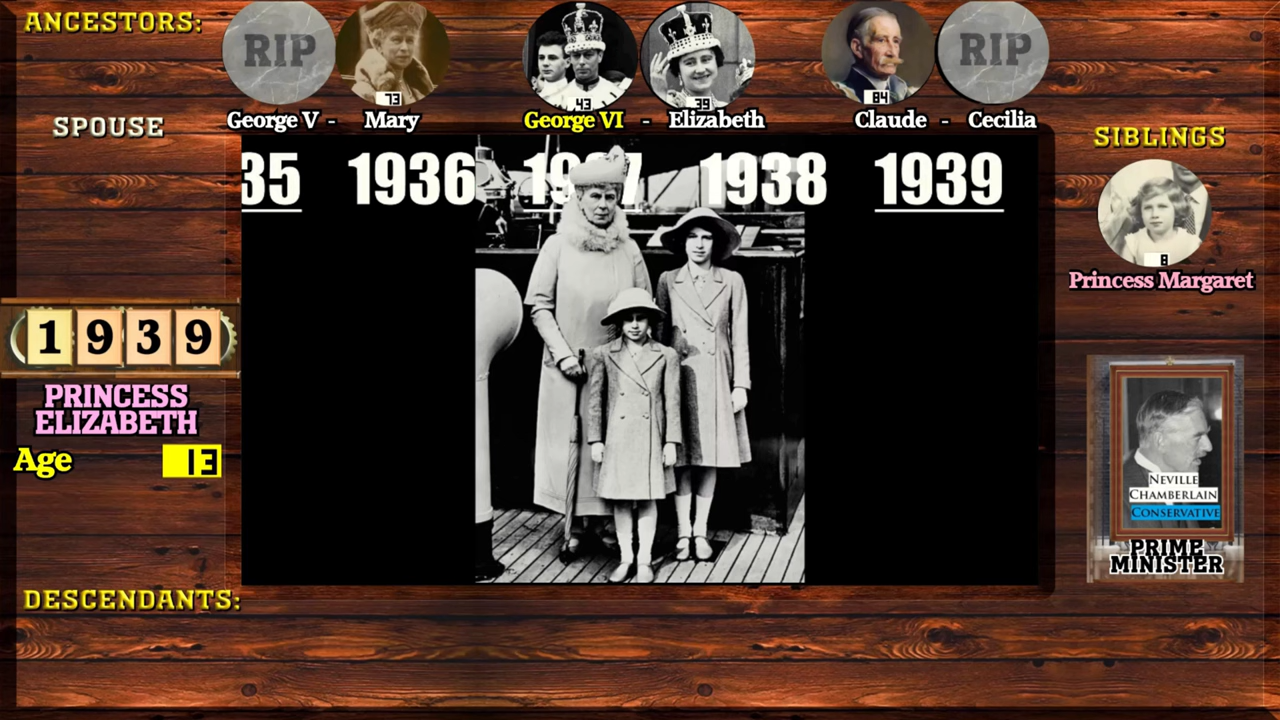 ANCESTORS:
RIP
RIP
73
43
39
84
George V - Mary
George VI - Elizabeth
Claude - Cecilia
SPOUSE
SIBLINGS
35 1936 1937 1938 1939
8
Princess Margaret
1939
PRINCESS
ELIZABETH
Age 13
NEVILLE
CHAMBERLAIN
CONSERVATIVE
PRIME
MINISTER
DESCENDANTS: